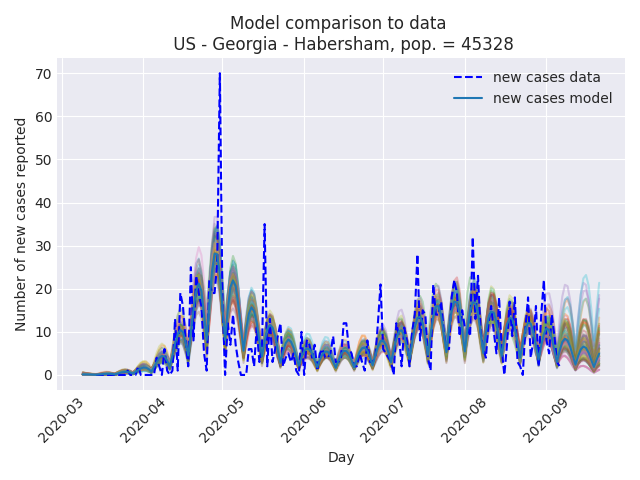 Model comparison to data
US - Georgia - Habersham, pop. = 45328
Number of new cases reported
70
60
50
40
30
20
10
0
new cases data
new cases model
2020-03
2020-04
2020-05
2020-06
2020-07
2020-08
2020-09
Day